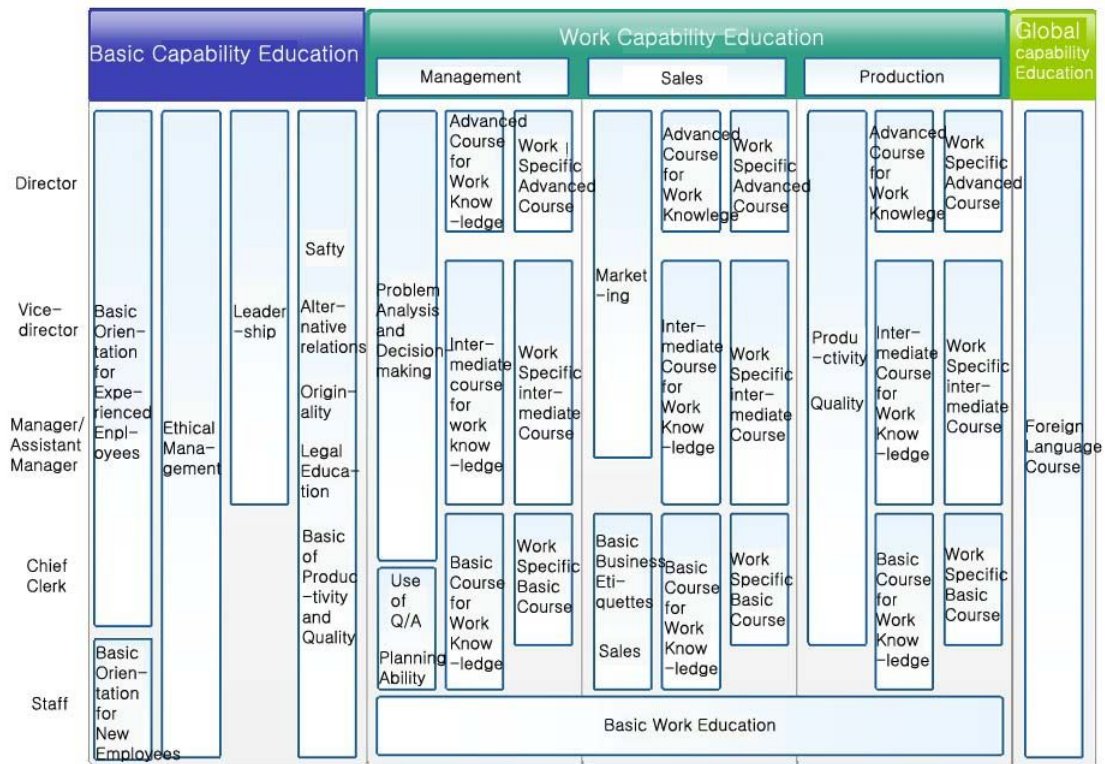 Basic Capability Education
Work Capability Education
Global
capability
Education
Management
Sales
Production
Director
Vice-
director
Manager/
Assistant
Manager
Chief
Clerk
Staff
Basic
Orien-
tation
for
Expe-
rienced
Enpl-
oyees
Basic
Orien-
tation
for
New
Employees
Ethical
Mana-
gement
Leader
-ship
Safty
Alter-
native
relations
Origin-
ality
Legal
Educa-
tion
Basic
of
Produc
-tivity
and
Quality
Problem
Analysis
and
Decision-
making
Use
of
Q/A
Planning
Ability
Advanced
Course
for
Work
Know
-ledge
Inter-
mediate
course
for
work
know
-ledge
Basic
Course
for
Work
Know
-ledge
Work
Specific
Advanced
Course
Work
Specific
inter-
mediate
Course
Work
Specific
Basic
Course
Market
-ing
Basic
Business
Eti-
quettes
Sales
Advanced
Course
for
Work
Knowlege
Inter-
mediate
Course
for
Work
Know
-ledge
Basic
Course
for
Work
Know
-ledge
Work
Specific
Advanced
Course
Work
Specific
inter-
mediate
Course
Work
Specific
Basic
Course
Produ
-ctivity
Quality
Advanced
Course
for
Work
Knowlege
Inter-
mediate
Course
for
Work
Know
-ledge
Basic
Course
for
Work
Know
-ledge
Work
Specific
Advanced
Course
Work
Specific
inter-
mediate
Course
Work
Specific
Basic
Course
Foreign
Language
Course
Basic Work Education